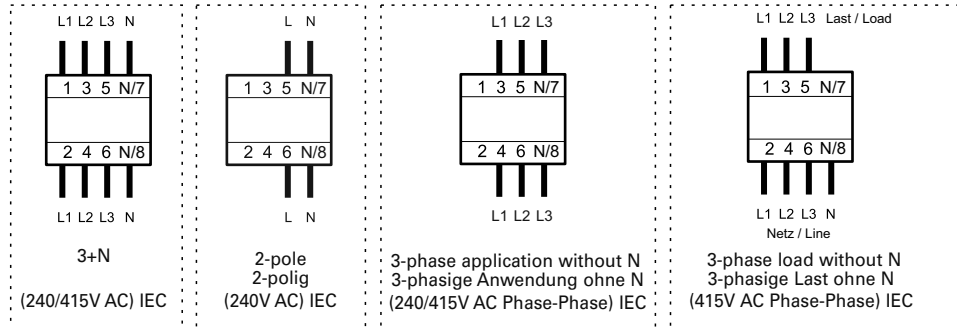 L1 L2 L3 N
1 3 5 N/7
2 4 6 N/8
L1 L2 L3 N
3+N
(240/415V AC) IEC
L N
1 3 5 N/7
2 4 6 N/8
L N
2-pole
2-polig
(240V AC) IEC
L1 L2 L3
1 3 5 N/7
2 4 6 N/8
L1 L2 L3
3-phase application without N
3-phasige Anwendung ohne N
(240/415V AC Phase-Phase) IEC
L1 L2 L3 Last / Load
1 3 5 N/7
2 4 6 N/8
L1 L2 L3 N
Netz / Line
3-phase load without N
3-phasige Last ohne N
(415V AC Phase-Phase) IEC